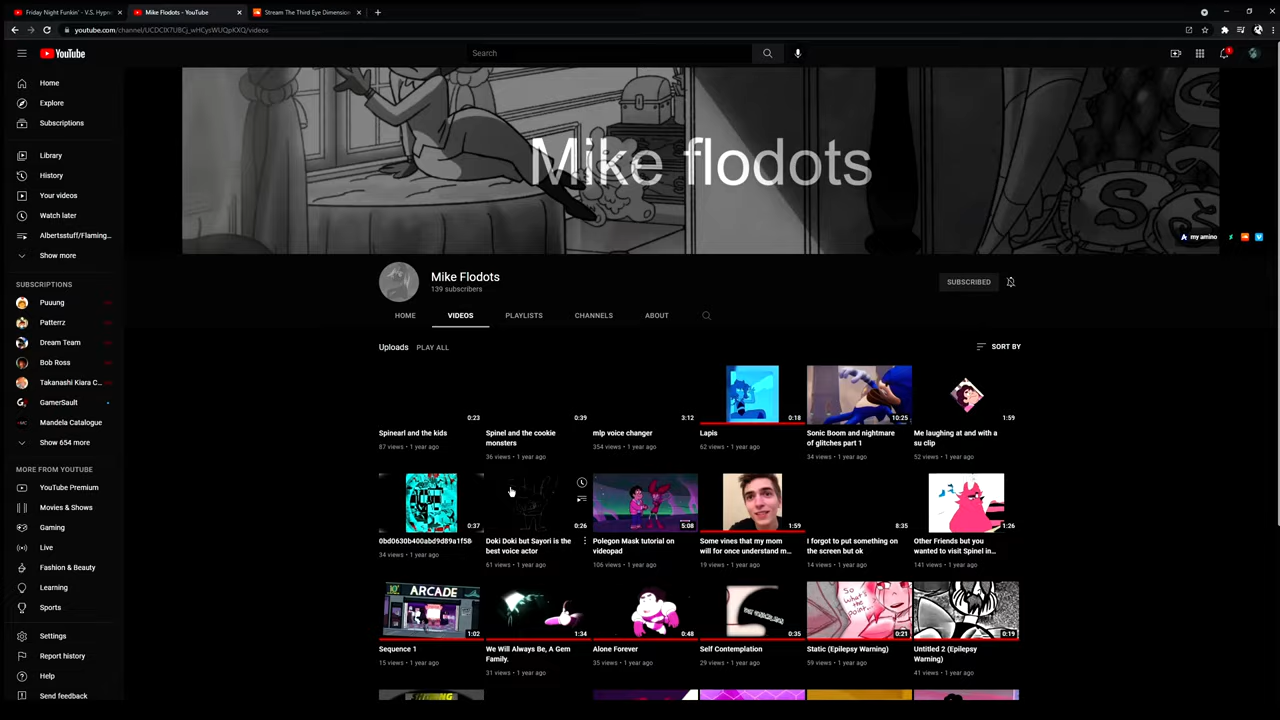 Friday Night Funkin' - V.S. Hypn
Mike Flodots - YouTube
Stream The Third Eye Dimension
youtube.com/channel/UCDClX7UBCj_wHCysWUQpKXQ/videos
YouTube
Search
Home
Explore
Subscriptions
Library
History
Your videos
Watch later
Albertsstuff/Flaming...
Show more
SUBSCRIPTIONS
Puuung
Patterrz
Dream Team
Bob Ross
Takanashi Kiara C...
GamerSault
Mandela Catalogue
Show 654 more
MORE FROM YOUTUBE
YouTube Premium
Movies & Shows
Gaming
Live
Fashion & Beauty
Learning
Sports
Settings
Report history
Help
Send feedback
Mike flodots
my amino
Mike Flodots
139 subscribers
SUBSCRIBED
HOME VIDEOS PLAYLISTS CHANNELS ABOUT
Uploads PLAY ALL SORT BY
0:23
Spinearl and the kids
87 views • 1 year ago
0:39
Spinel and the cookie
monsters
36 views • 1 year ago
3:12
mlp voice changer
354 views • 1 year ago
0:18
Lapis
62 views • 1 year ago
10:25
Sonic Boom and nightmare
of glitches part 1
34 views • 1 year ago
1:59
Me laughing at and with a
su clip
52 views • 1 year ago
0:37
0bd0630b400abd9d89a1f58
34 views • 1 year ago
0:26
Doki Doki but Sayori is the
best voice actor
61 views • 1 year ago
5:08
Polegon Mask tutorial on
videopad
106 views • 1 year ago
1:59
Some vines that my mom
will for once understand m...
19 views • 1 year ago
8:35
I forgot to put something on
the screen but ok
14 views • 1 year ago
1:26
Other Friends but you
wanted to visit Spinel in...
141 views • 1 year ago
ARCADE
1:02
Sequence 1
15 views • 1 year ago
1:34
We Will Always Be, A Gem
Family.
31 views • 1 year ago
0:48
Alone Forever
35 views • 1 year ago
0:35
Self Contemplation
29 views • 1 year ago
So
what's
the
point...
0:21
Static (Epilepsy Warning)
59 views • 1 year ago
0:19
Untitled 2 (Epilepsy
Warning)
41 views • 1 year ago